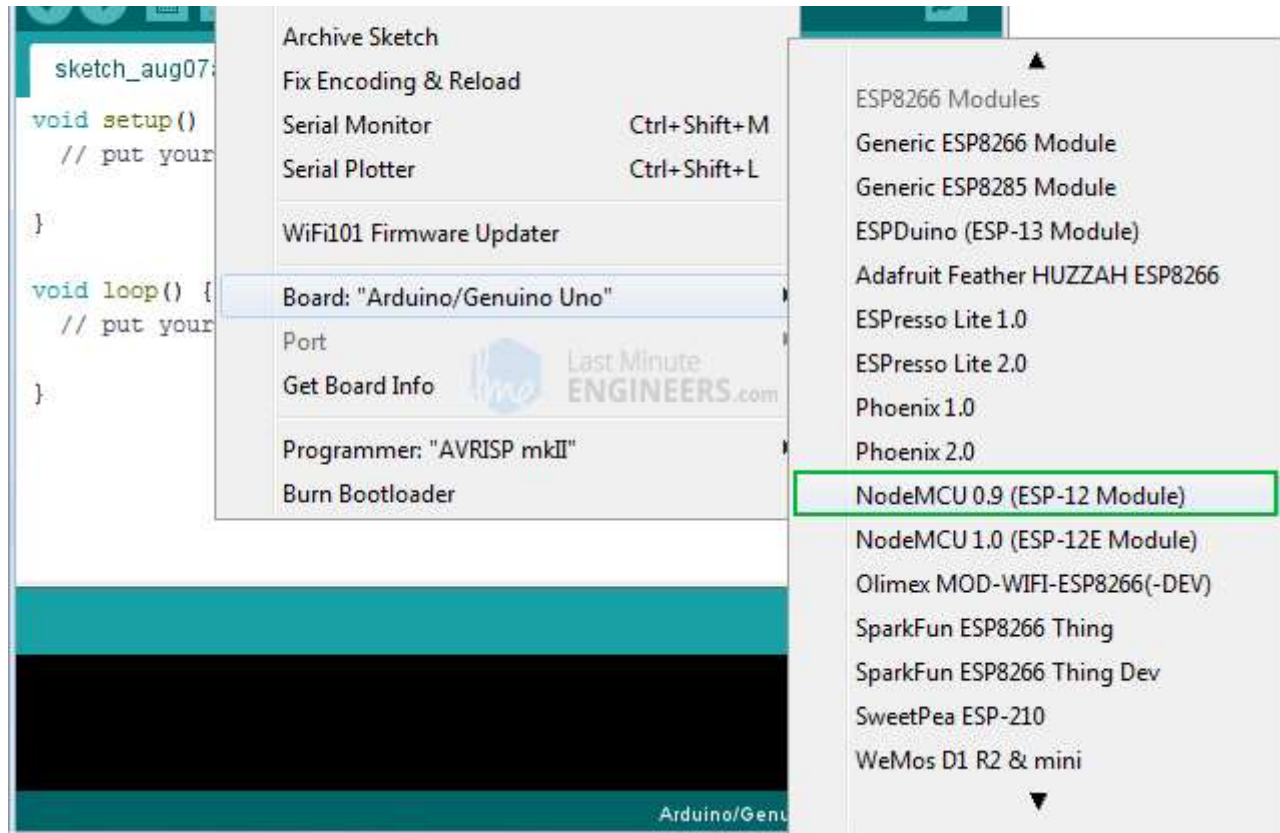 sketch_aug07a
void setup()
// put your
}
void loop() {
// put your
}
Archive Sketch
Fix Encoding & Reload
Serial Monitor Ctrl+Shift+M
Serial Plotter Ctrl+Shift+L
WiFi101 Firmware Updater
Board: "Arduino/Genuino Uno"
Port
Get Board Info
Programmer: "AVRISP mkII"
Burn Bootloader
me Last Minute
ENGINEERS.com
ESP8266 Modules
Generic ESP8266 Module
Generic ESP8285 Module
ESPDuino (ESP-13 Module)
Adafruit Feather HUZZAH ESP8266
ESPresso Lite 1.0
ESPresso Lite 2.0
Phoenix 1.0
Phoenix 2.0
NodeMCU 0.9 (ESP-12 Module)
NodeMCU 1.0 (ESP-12E Module)
Olimex MOD-WIFI-ESP8266(-DEV)
SparkFun ESP8266 Thing
SparkFun ESP8266 Thing Dev
SweetPea ESP-210
WeMos D1 R2 & mini
Arduino/Genu